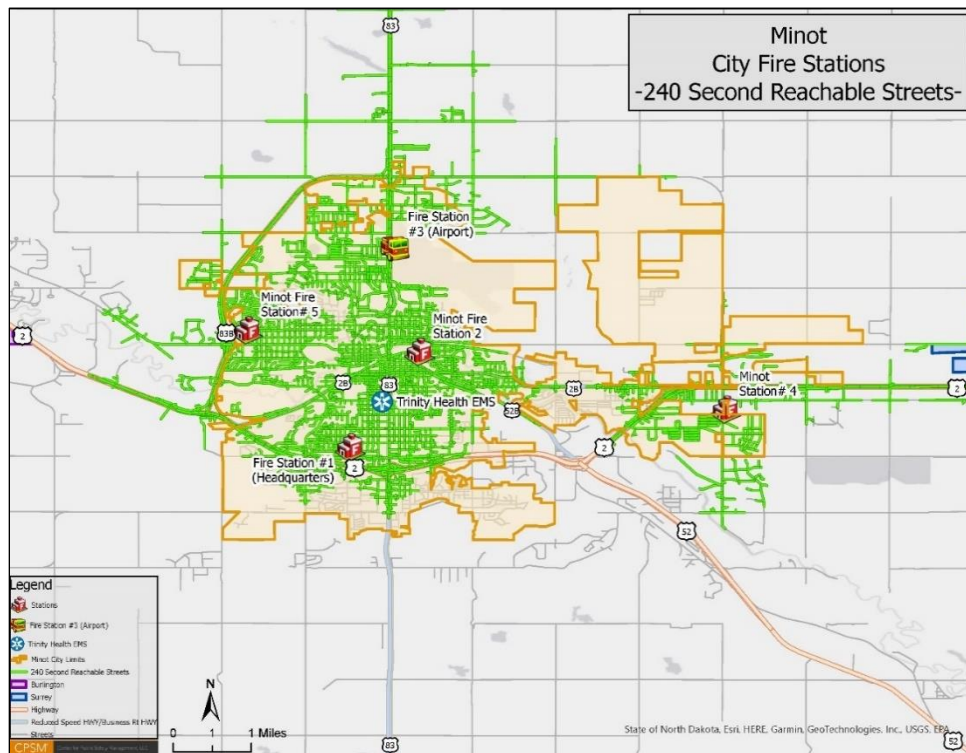 83
Minot
City Fire Stations
-240 Second Reachable Streets-
Fire Station
#3 (Airport)
Minot Fire
Station# 5
Minot Fire
Station 2
2
83B
2B
83
2B
2
Minot
Station# 4
Trinity Health EMS
52B
Fire Station #1
(Headquarters)
2
2
52
Legend
Stations
Fire Station #3 (Airport)
Trinity Health EMS
Minot City Limits
240 Second Reachable Streets
Burlington
Surrey
Highway
Reduced Speed HWY/Business Rt HWY
Streets
N
0 1 1 Miles
State of North Dakota, Esri, HERE, Garmin, GeoTechnologies, Inc., USGS, EPA
CPSM
83
52